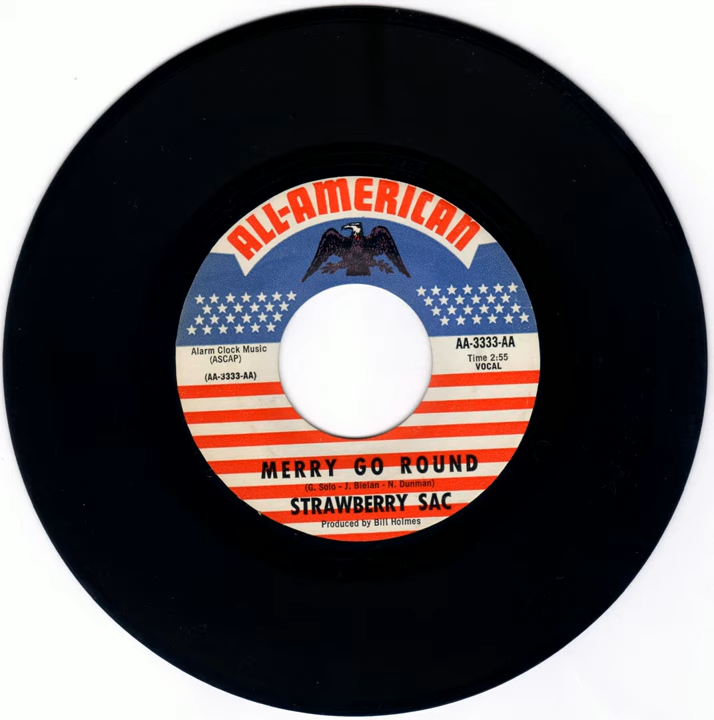 ALL-AMERICAN
Alarm Clock Music
(ASCAP)
(AA-3333-AA)
AA-3333-AA
Time 2:55
VOCAL
MERRY GO ROUND
(G. Solo - J. Bielan - N. Dunman)
STRAWBERRY SAC
Produced by Bill Holmes